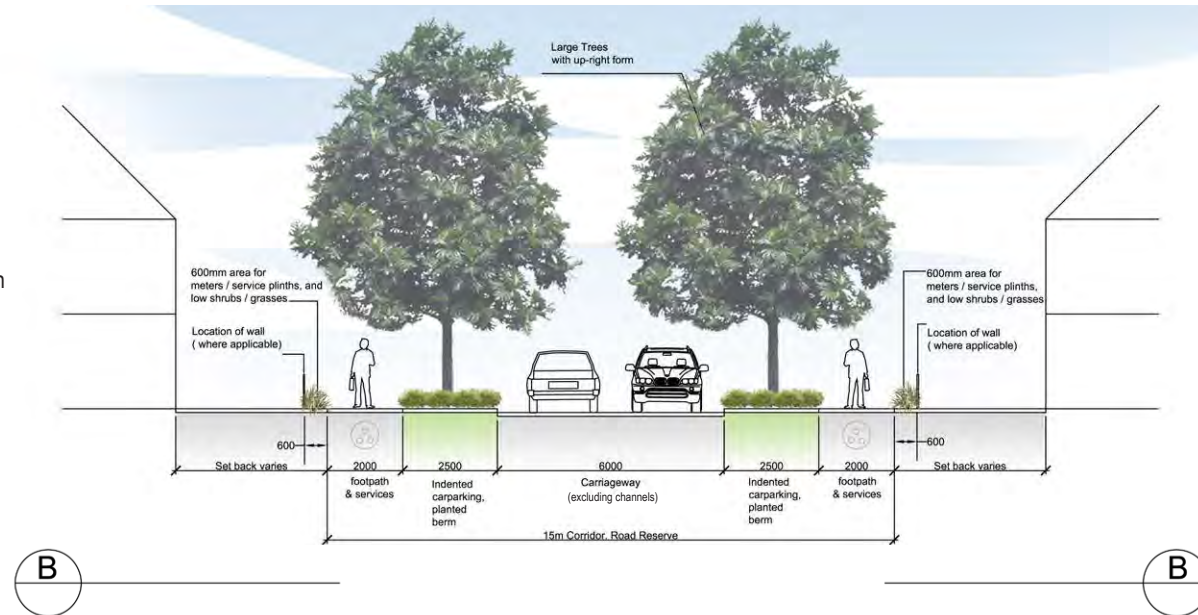 Large Trees
with up-right form
600mm area for
meters / service plinths, and
low shrubs / grasses
Location of wall
( where applicable)
600mm area for
meters / service plinths,
and low shrubs / grasses
Location of wall
( where applicable)
600
600
Set back varies
2000
2500
6000
2500
2000
Set back varies
footpath
& services
Indented
carparking,
planted
berm
Carriageway
(excluding channels)
Indented
carparking,
planted
berm
footpath
& services
15m Corridor. Road Reserve
B
B